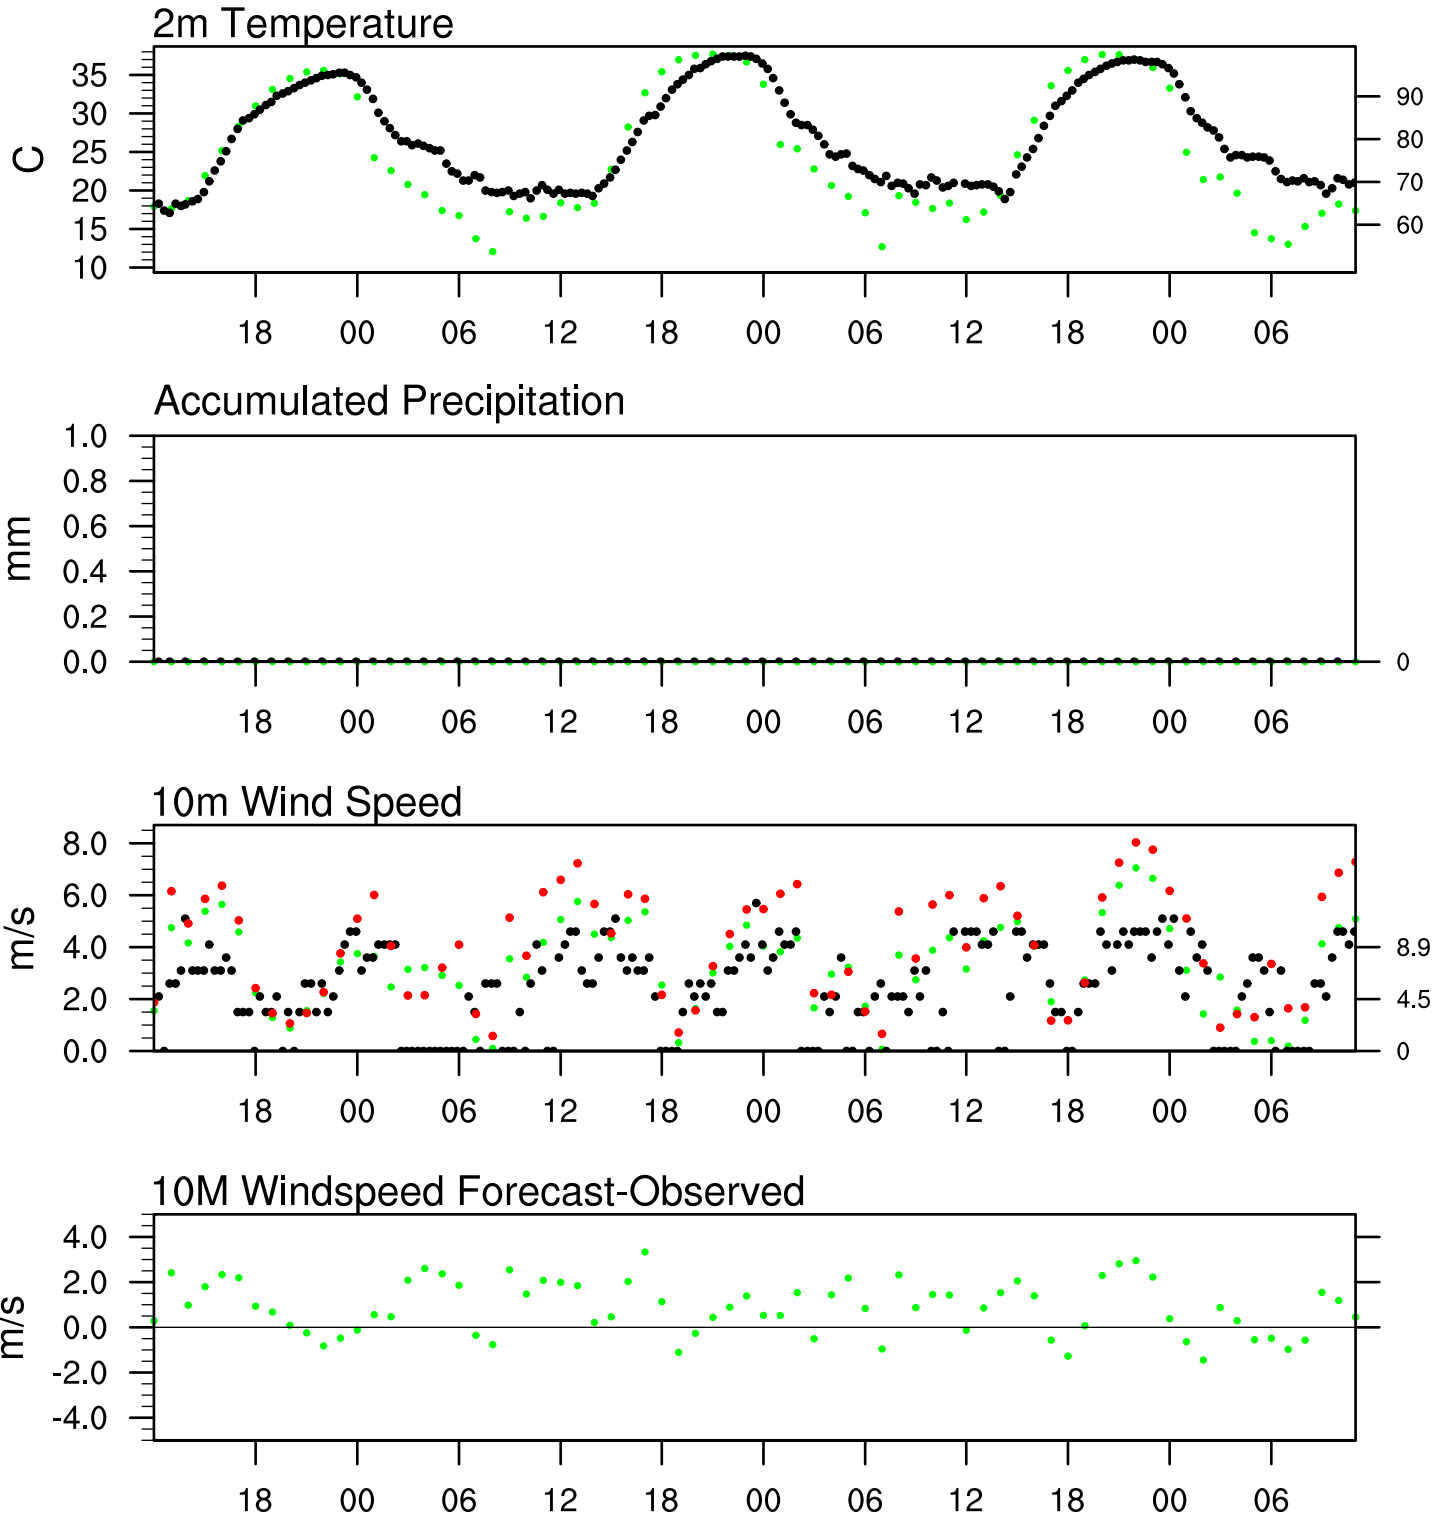 2m Temperature
35
30
25
20
15
10
C
90
80
70
60
18 00 06 12 18 00 06 12 18 00 06
Accumulated Precipitation
1.0
0.8
0.6
0.4
0.2
0.0
mm
0
18 00 06 12 18 00 06 12 18 00 06
10m Wind Speed
8.0
6.0
4.0
2.0
0.0
m/s
8.9
4.5
0
18 00 06 12 18 00 06 12 18 00 06
10M Windspeed Forecast-Observed
4.0
2.0
0.0
-2.0
-4.0
m/s
18 00 06 12 18 00 06 12 18 00 06